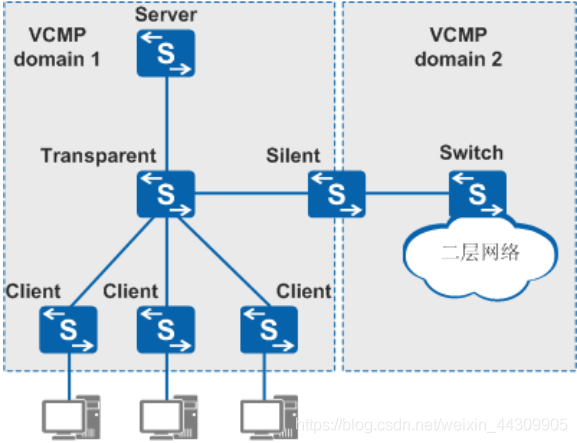 Server
VCMP
domain 1
VCMP
domain 2
Transparent
Silent
Switch
S
S
S
S
二层网络
Client
Client
Client
S
S
S
https://blog.csdn.net/weixin_44309905